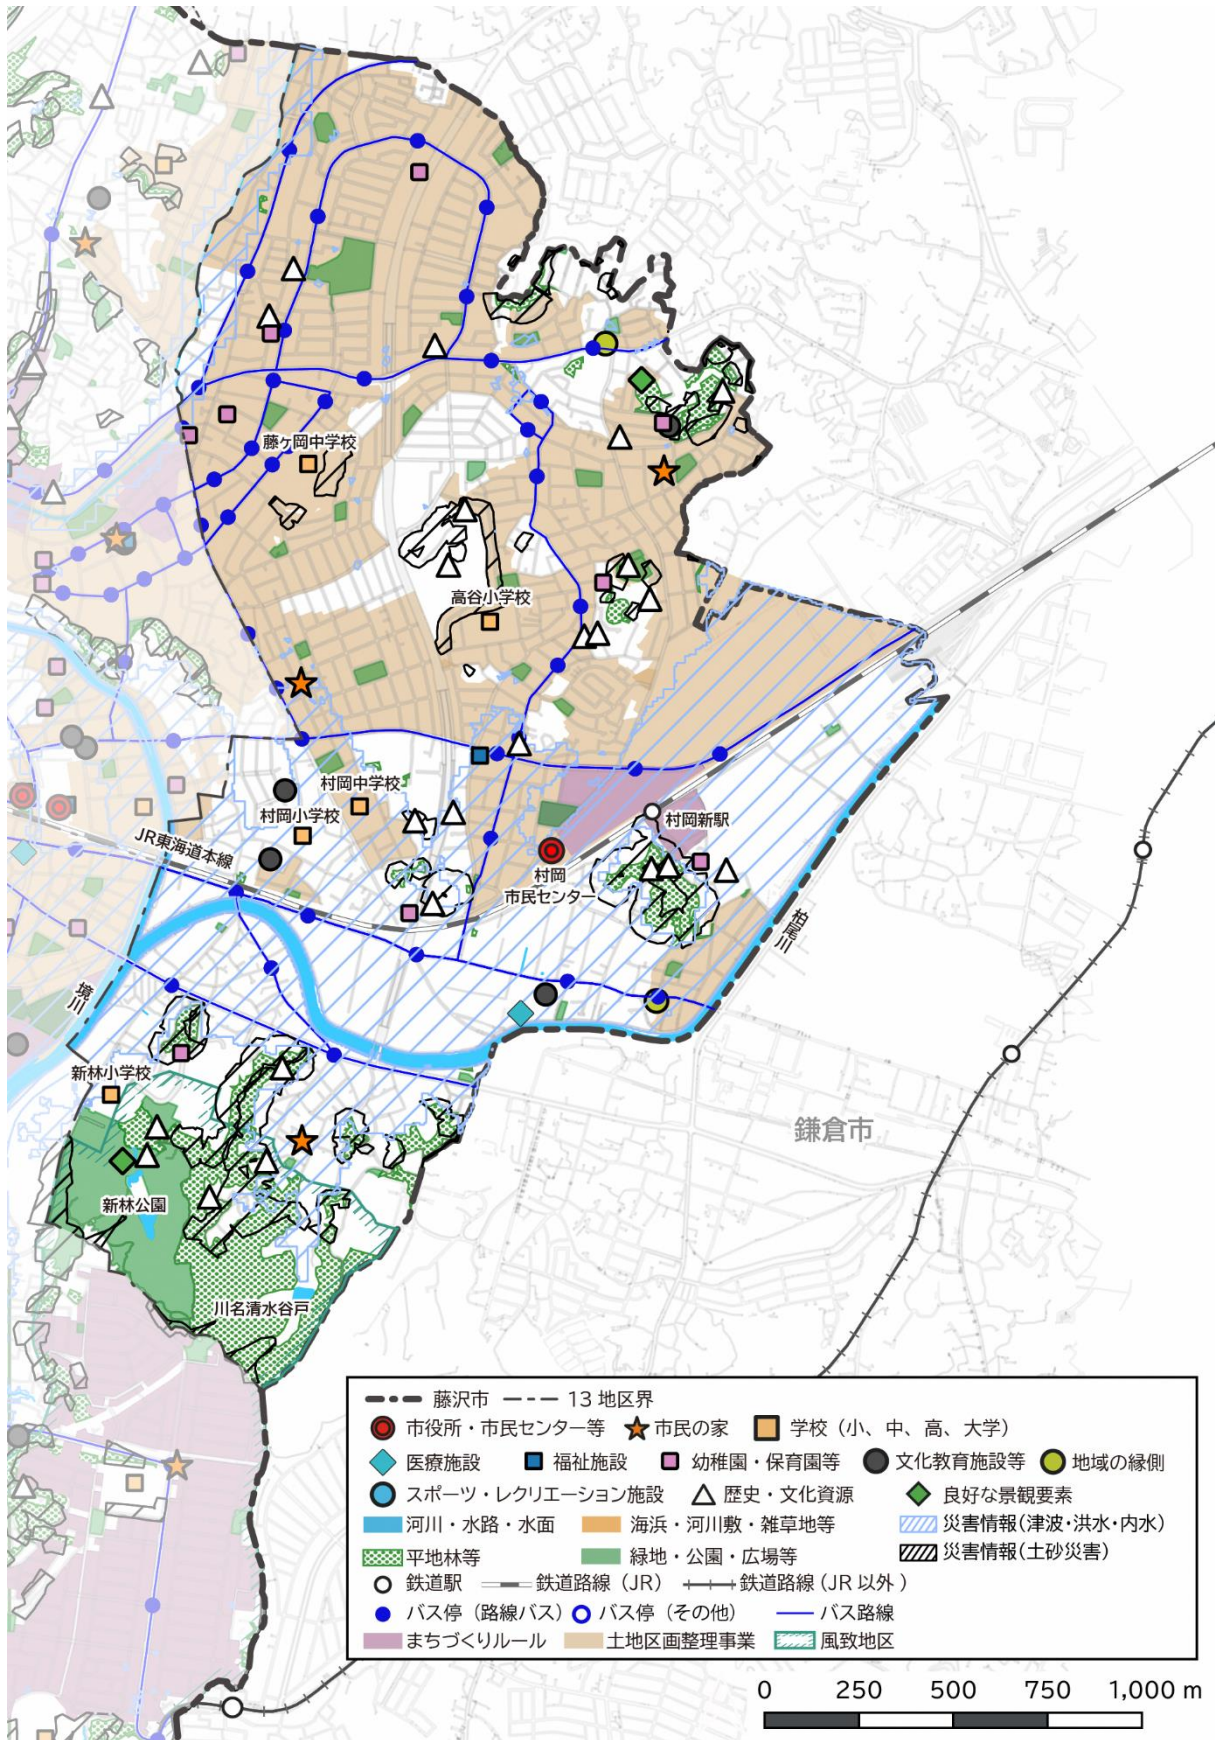 藤ヶ岡中学校
高谷小学校
村岡中学校
村岡小学校
村岡新駅
JR東海道本線
村岡
市民センター
柏尾川
境川
新林小学校
鎌倉市
新林公園
川名清水谷戸
藤沢市 13地区界
市役所・市民センター等 市民の家 学校（小、中、高、大学）
医療施設 福祉施設 幼稚園・保育園等 文化教育施設等 地域の縁側
スポーツ・レクリエーション施設 歴史・文化資源 良好な景観要素
河川・水路・水面 海浜・河川敷・雑草地等 災害情報(津波・洪水・内水)
平地林等 緑地・公園・広場等 災害情報(土砂災害)
鉄道駅 鉄道路線（JR） 鉄道路線(JR以外)
バス停（路線バス） バス停（その他） バス路線
まちづくりルール 土地区画整理事業 風致地区
0 250 500 750 1,000 m